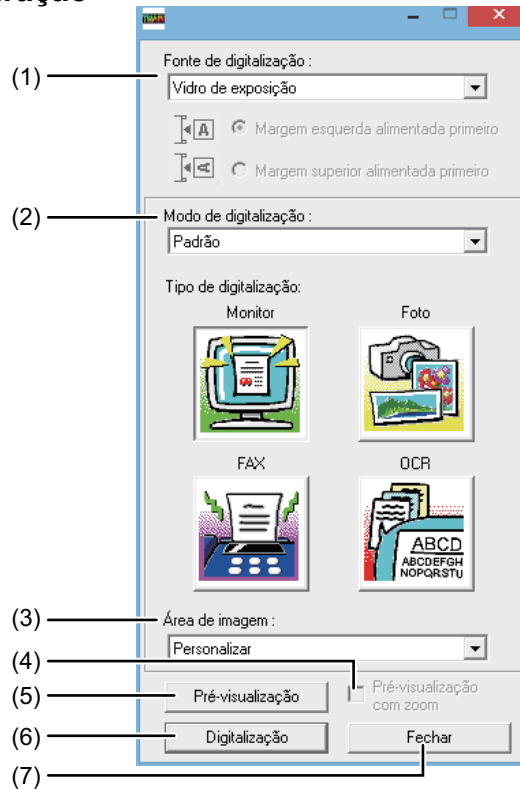 TWAIN
(1)
Fonte de digitalização :
Vidro de exposição
A
Margem esquerda alimentada primeiro
A
Margem superior alimentada primeiro
(2)
Modo de digitalização :
Padrão
Tipo de digitalização:
Monitor Foto
FAX OCR
ABCD
ABCDEFGH
NOPQRSTU
(3)
Área de imagem :
Personalizar
(4)
(5)
Pré-visualização
Pré-visualização
com zoom
(6)
Digitalização Fechar
(7)